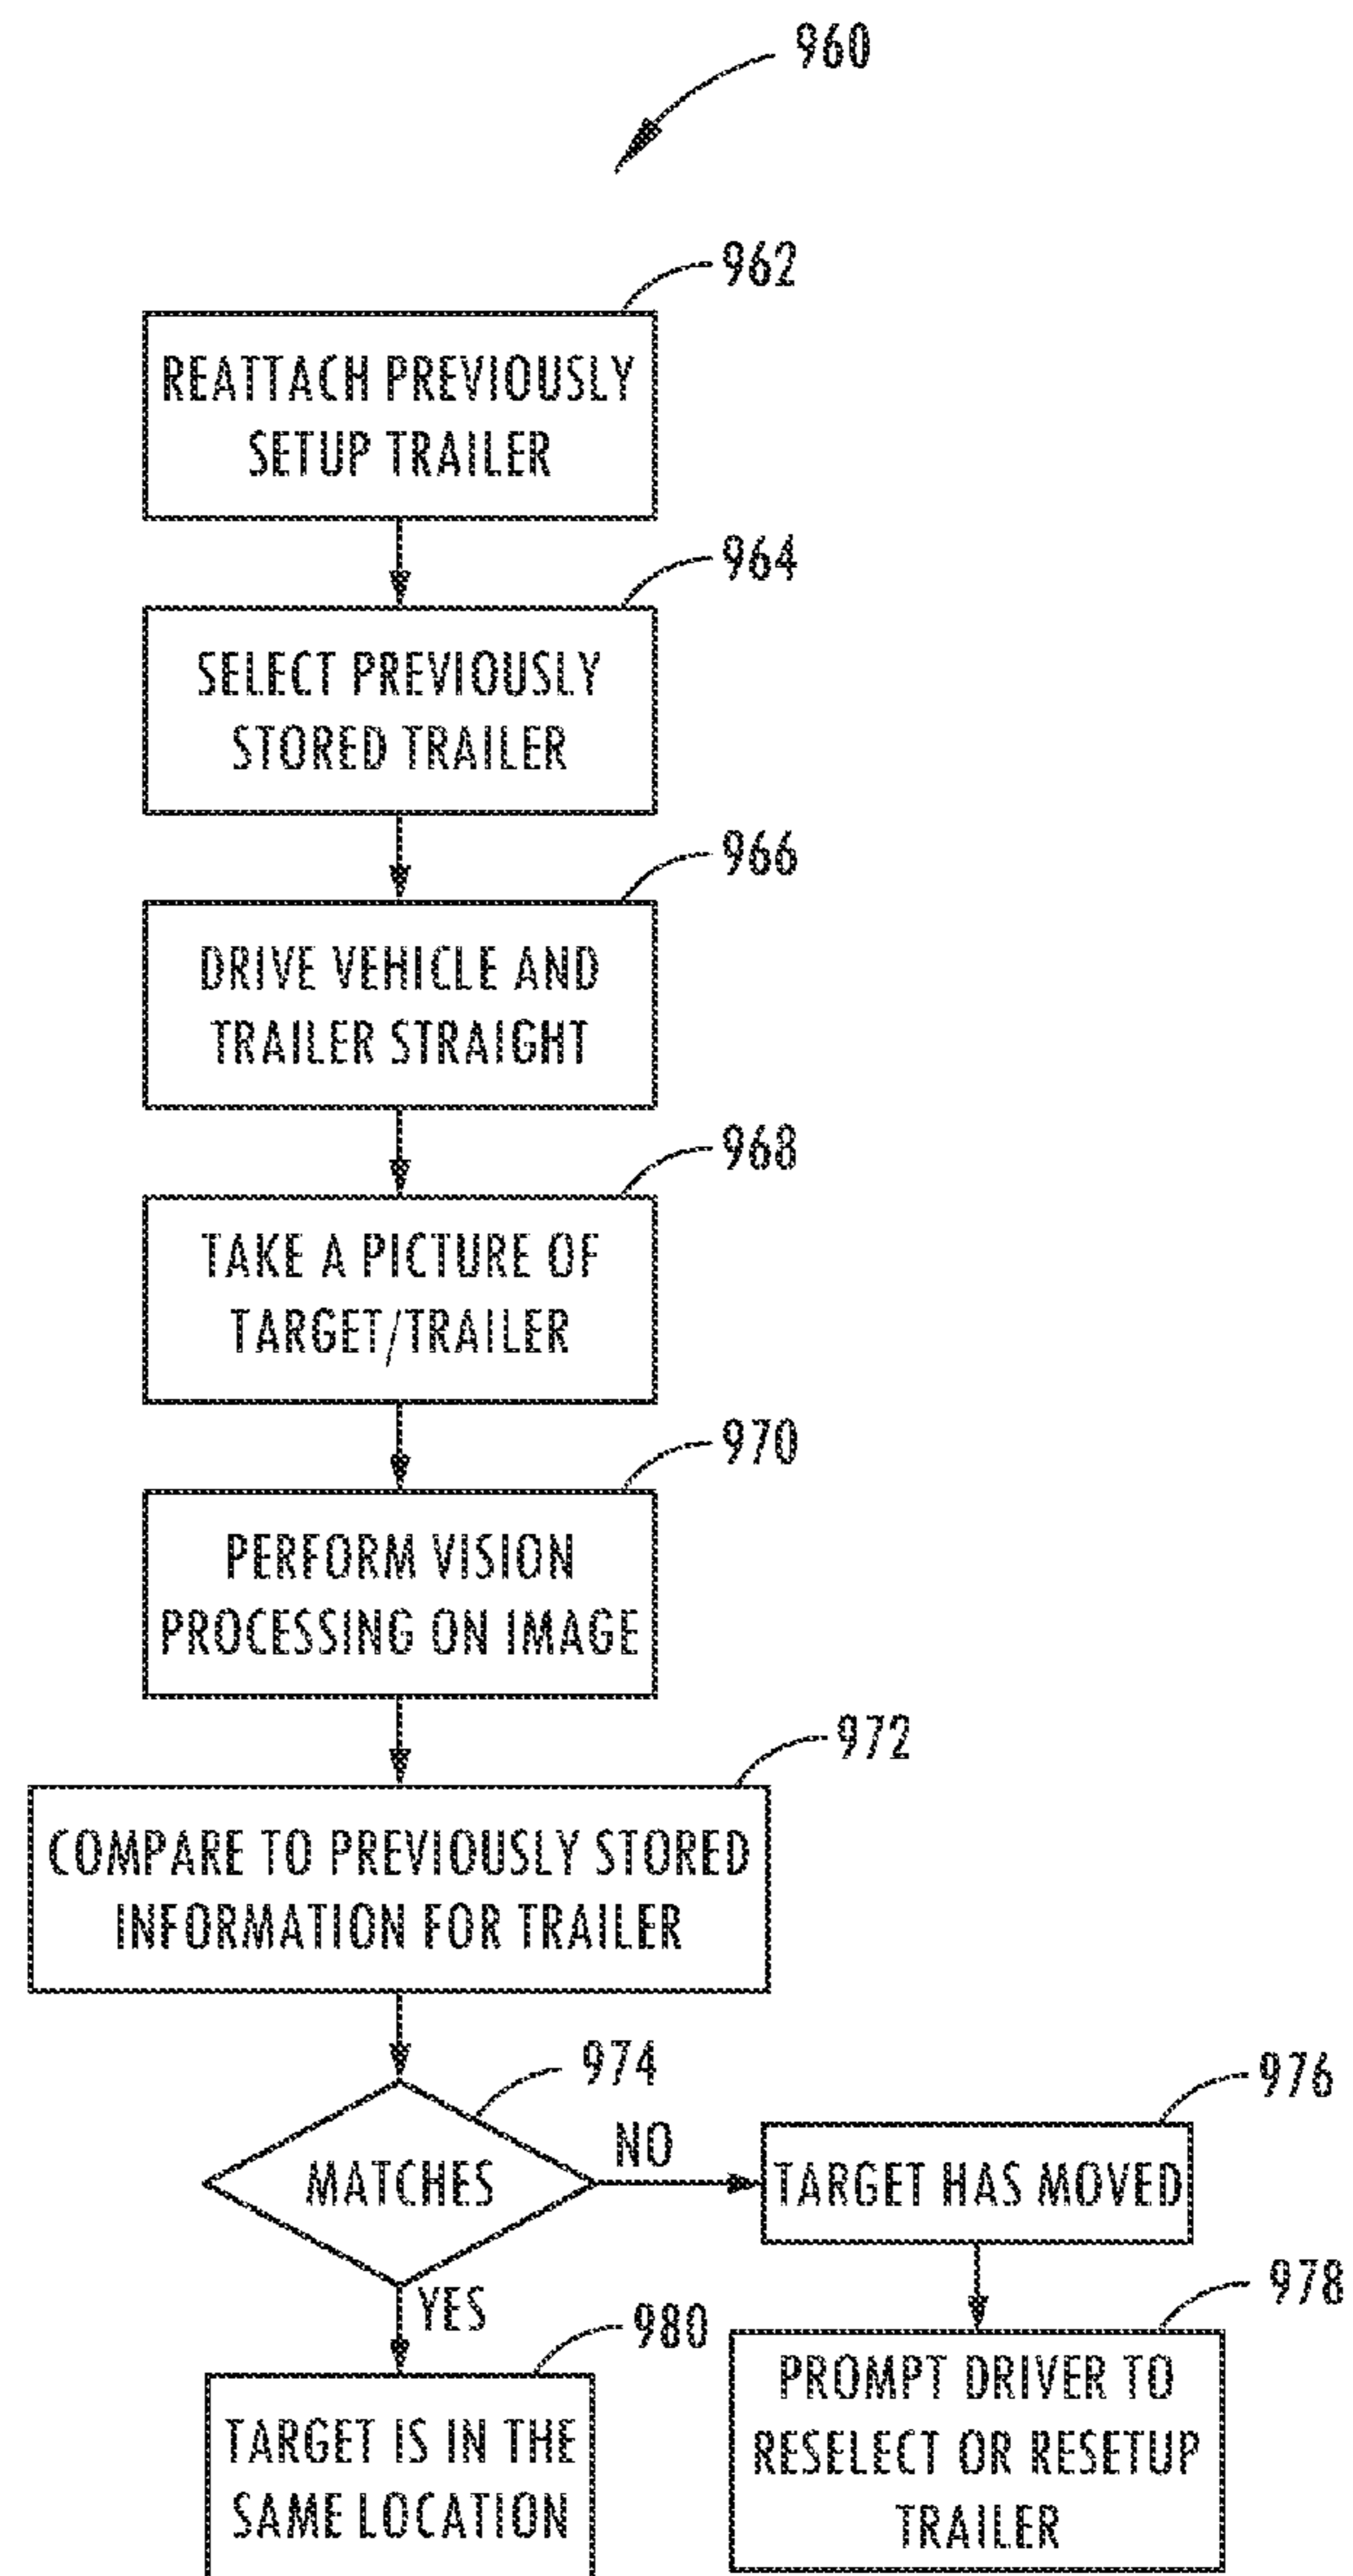 960
962
REATTACH PREVIOUSLY
SETUP TRAILER
964
SELECT PREVIOUSLY
STORED TRAILER
966
DRIVE VEHICLE AND
TRAILER STRAIGHT
968
TAKE A PICTURE OF
TARGET/TRAILER
970
PERFORM VISION
PROCESSING ON IMAGE
972
COMPARE TO PREVIOUSLY STORED
INFORMATION FOR TRAILER
974
MATCHES
NO
976
TARGET HAS MOVED
YES
978
PROMPT DRIVER TO
RESELECT OR RESETUP
TRAILER
980
TARGET IS IN THE
SAME LOCATION